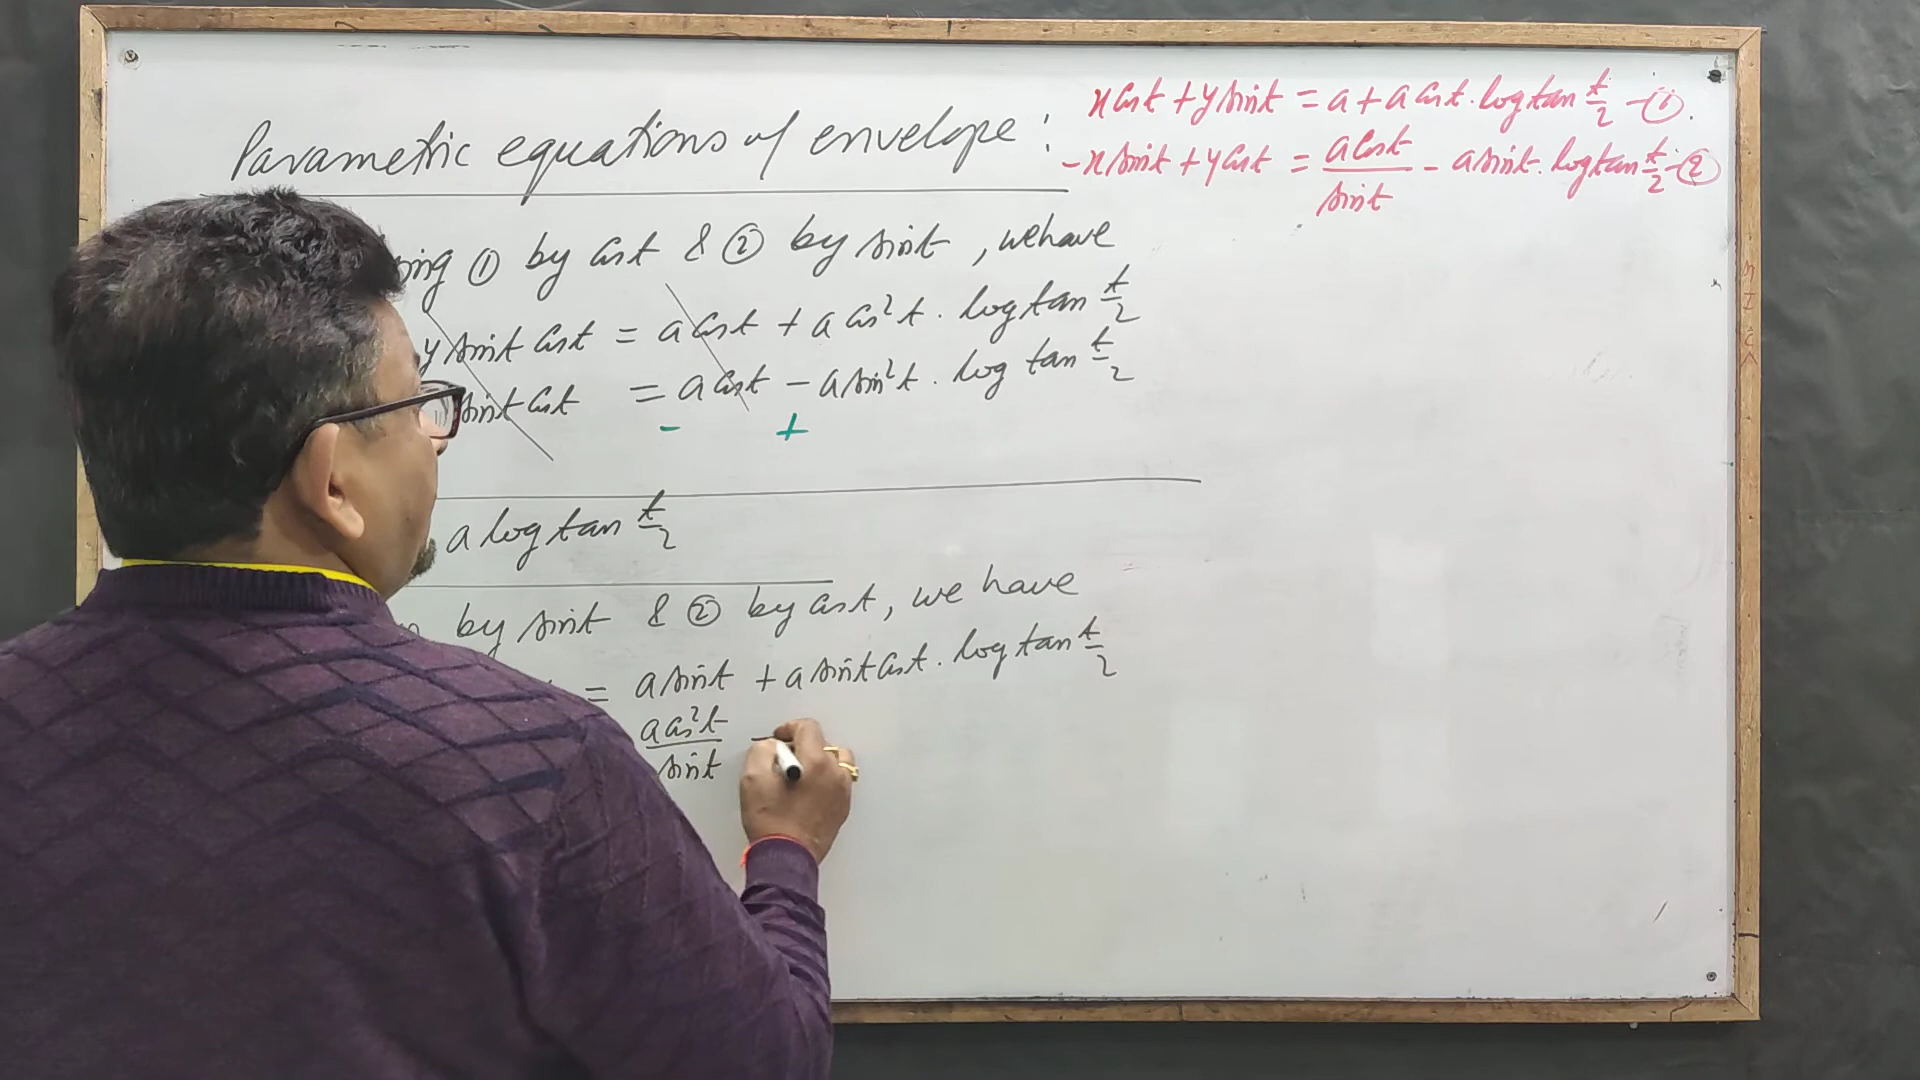 Parametric equations of envelope :
x cost + y sint = a + a cost . log tan t/2 - ①.
- x sint + y cost = a cost / sint - a sint . log tan t/2 - ②
① by cost & ② by sint , we have
y sint cost = a cost + a cos²t . log tan t/2
sint cost = a cost - a sin²t . log tan t/2
- +
a log tan t/2
by sint & ② by cost, we have
= a sint + a sint cost . log tan t/2
a cos²t / sint -